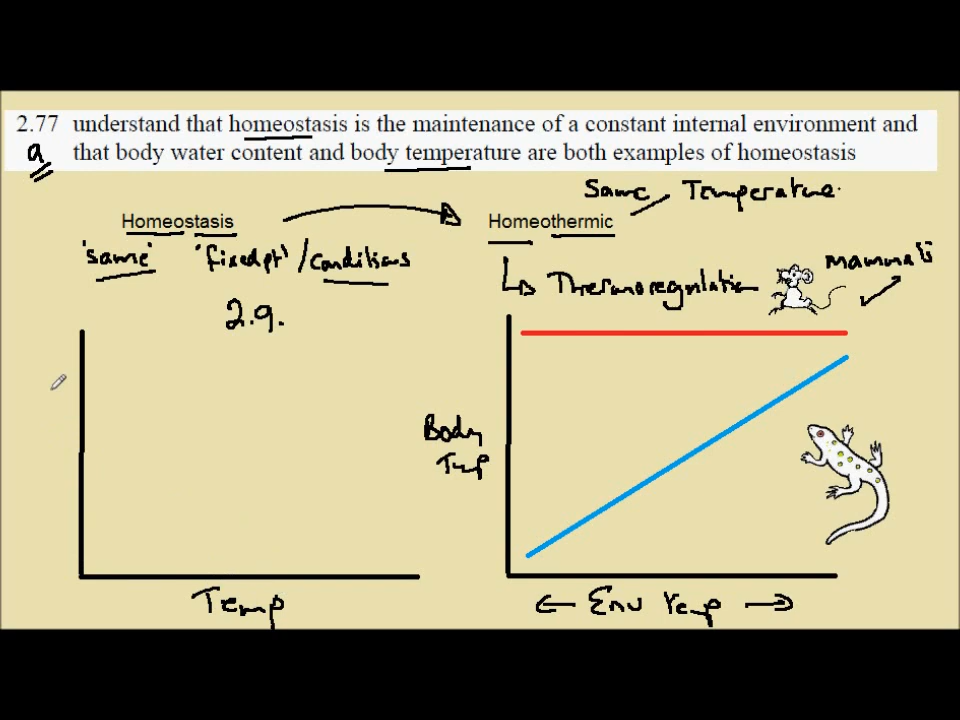 2.77 understand that homeostasis is the maintenance of a constant internal environment and
a that body water content and body temperature are both examples of homeostasis
Same Temperature.
Homeostasis
Homeothermic
'same' 'fixed pt' / conditions
Thermoregulation
mammals
2.9.
Body
Temp
Temp
Env Temp